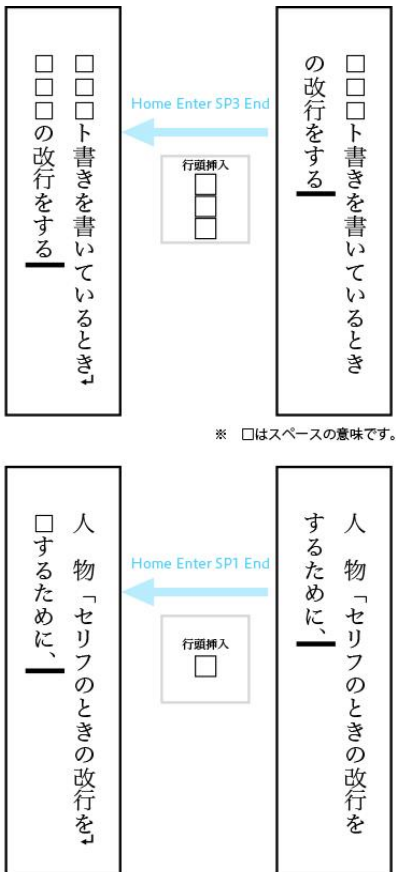 □□□ト書きを書いているとき
の改行をする
Home Enter SP3 End
行頭挿入
□
□
□
□□□ト書きを書いているとき↵
□□□の改行をする
※ □はスペースの意味です。
人 物「セリフのときの改行を
するために、
Home Enter SP1 End
行頭挿入
□
人 物「セリフのときの改行を↵
□するために、